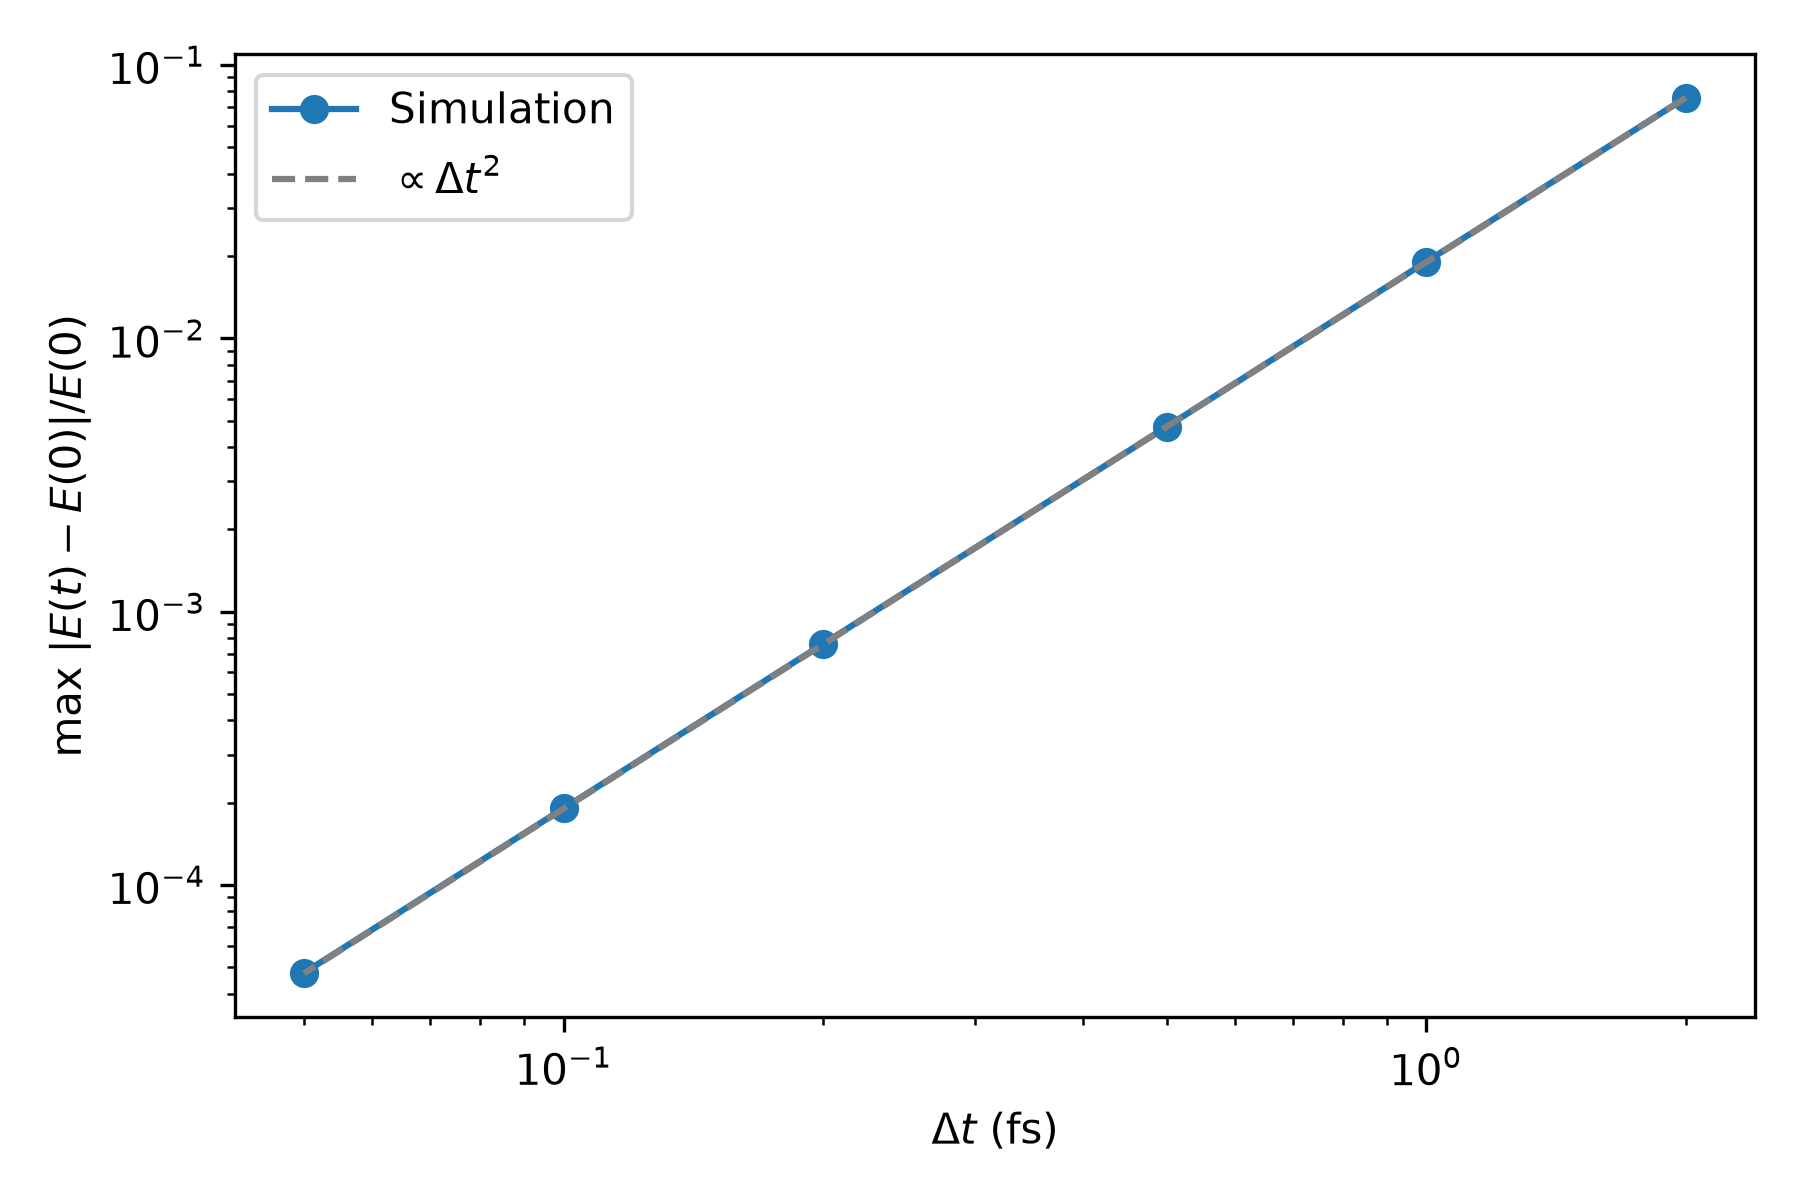 10⁻¹
Simulation
∝ Δt²
10⁻²
10⁻³
10⁻⁴
max |E(t) − E(0)|/E(0)
10⁻¹
10⁰
Δt (fs)